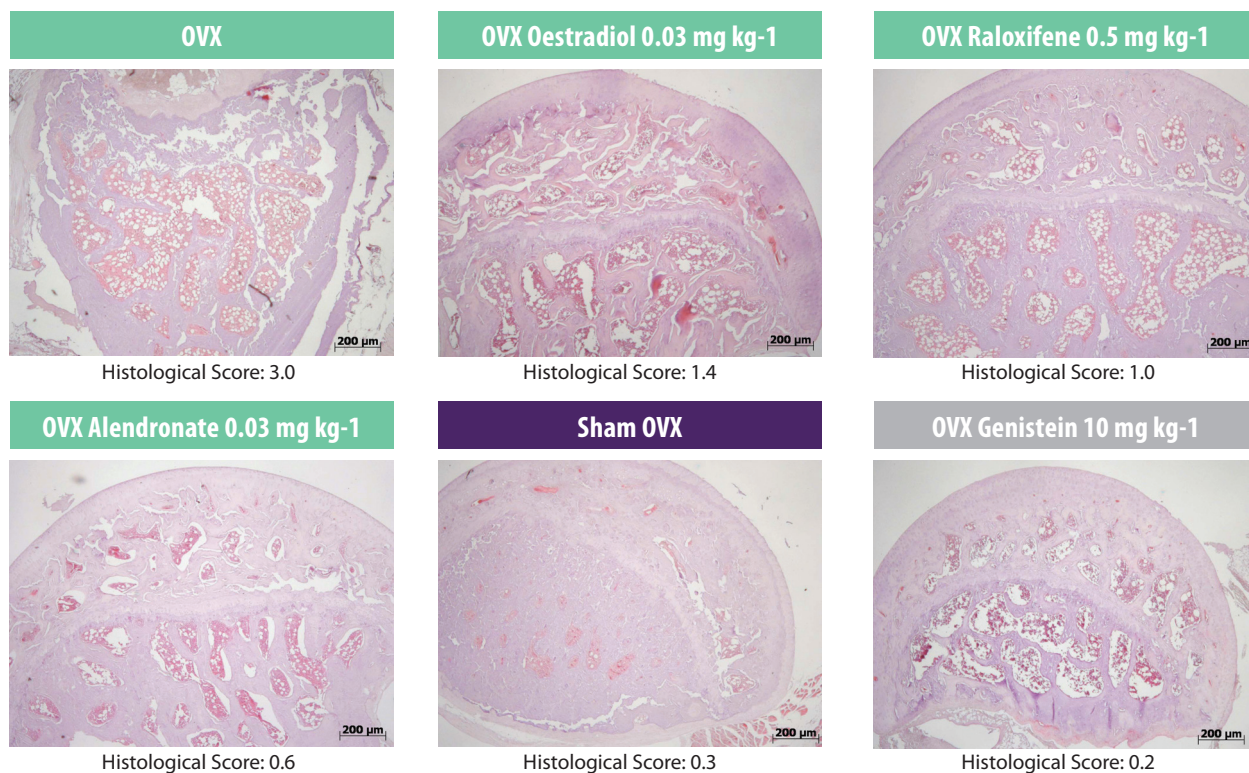 OVX
OVX Oestradiol 0.03 mg kg-1
OVX Raloxifene 0.5 mg kg-1
200 µm
200 µm
200 µm
Histological Score: 3.0
Histological Score: 1.4
Histological Score: 1.0
OVX Alendronate 0.03 mg kg-1
Sham OVX
OVX Genistein 10 mg kg-1
200 µm
200 µm
200 µm
Histological Score: 0.6
Histological Score: 0.3
Histological Score: 0.2